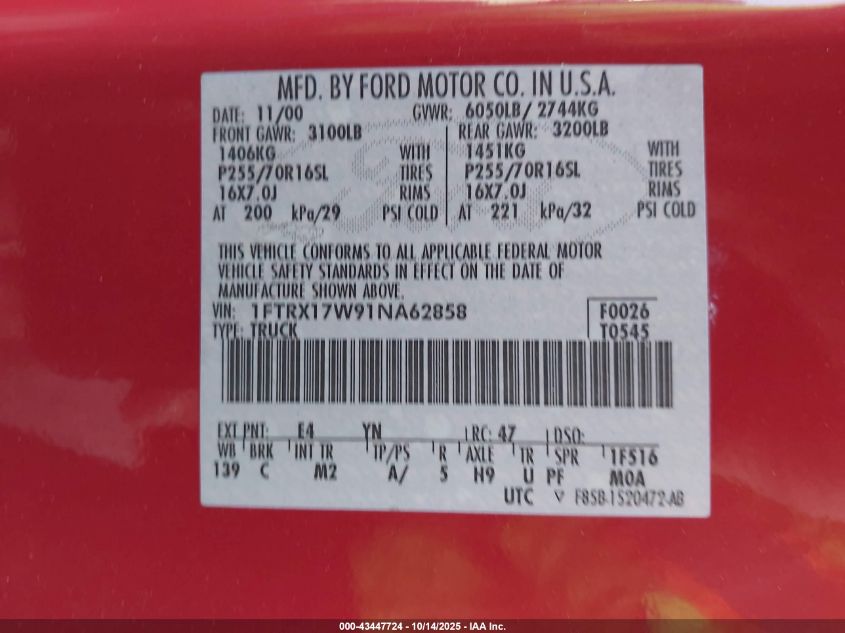 MFD. BY FORD MOTOR CO. IN U.S.A.
DATE: 11/00 GVWR: 6050LB/ 2744KG
FRONT GAWR: 3100LB REAR GAWR: 3200LB
1406KG WITH 1451KG WITH
P255/70R16SL TIRES P255/70R16SL TIRES
16X7.0J RIMS 16X7.0J RIMS
AT 200 kPa/29 PSI COLD AT 221 kPa/32 PSI COLD
THIS VEHICLE CONFORMS TO ALL APPLICABLE FEDERAL MOTOR
VEHICLE SAFETY STANDARDS IN EFFECT ON THE DATE OF
MANUFACTURE SHOWN ABOVE.
VIN: 1FTRX17W91NA62858 F0026
TYPE: TRUCK T0545
EXT PNT: E4 YN RC: 47 DSO:
WB BRK INT TR TP/PS R AXLE TR SPR 1F516
139 C M2 A/ 5 H9 U PF M0A
UTC ▽ F85B-1520472-AB
000-43447724 - 10/14/2025 - IAA Inc.